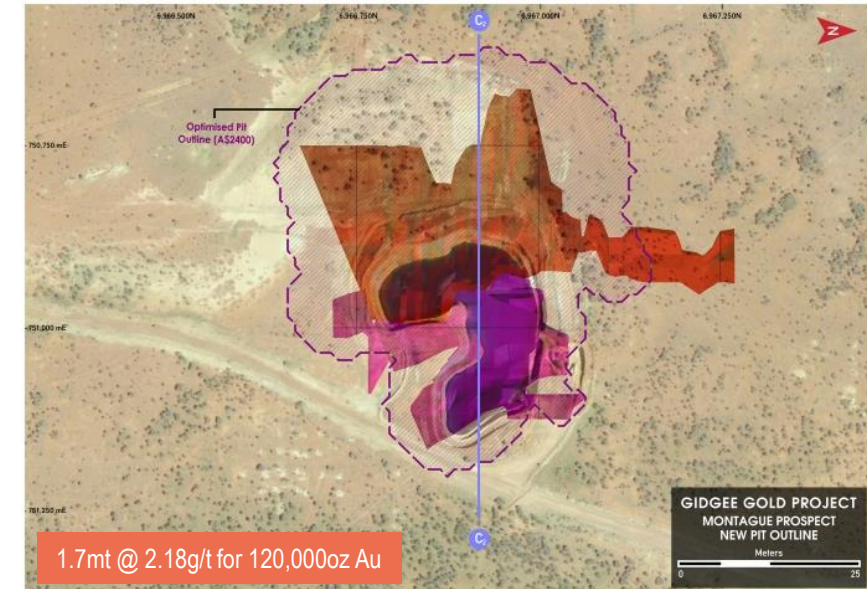 6,966,500N
6,966,750N
6,967,000N
6,967,250N
C₂
N
Optimised Pit
Outline (A$2400)
750,750 mE
751,000 mE
751,250 mE
C₂
GIDGEE GOLD PROJECT
MONTAGUE PROSPECT
NEW PIT OUTLINE
Meters
0 25
1.7mt @ 2.18g/t for 120,000oz Au